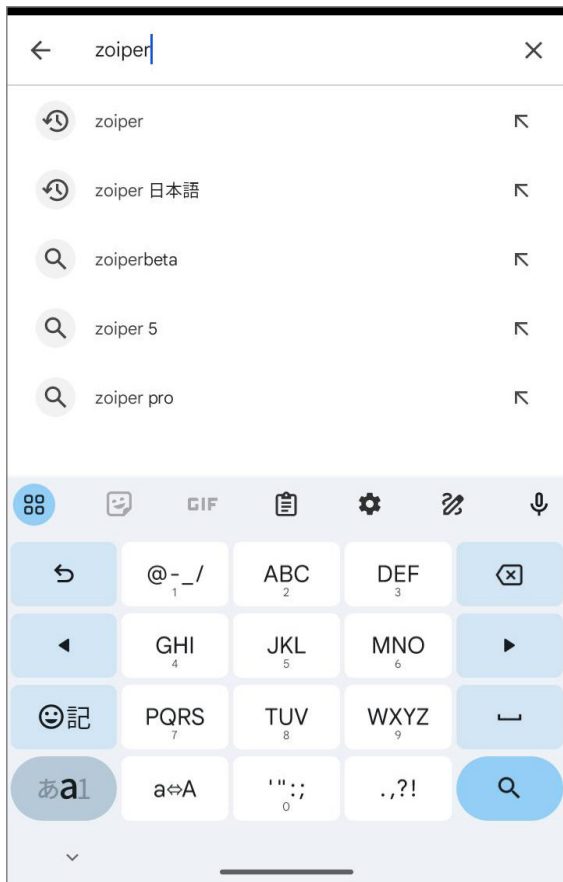 zoiper
zoiper
zoiper 日本語
zoiperbeta
zoiper 5
zoiper pro
GIF
@-_/ ABC DEF
1 2 3
GHI JKL MNO
4 5 6
記 PQRS TUV WXYZ
7 8 9
あa1 a⇔A '":; .,?!
0